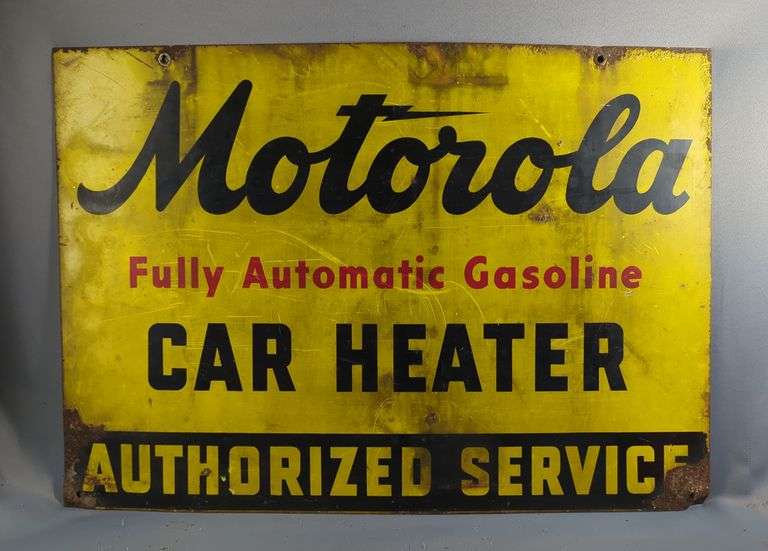 Motorola
Fully Automatic Gasoline
CAR HEATER
AUTHORIZED SERVICE